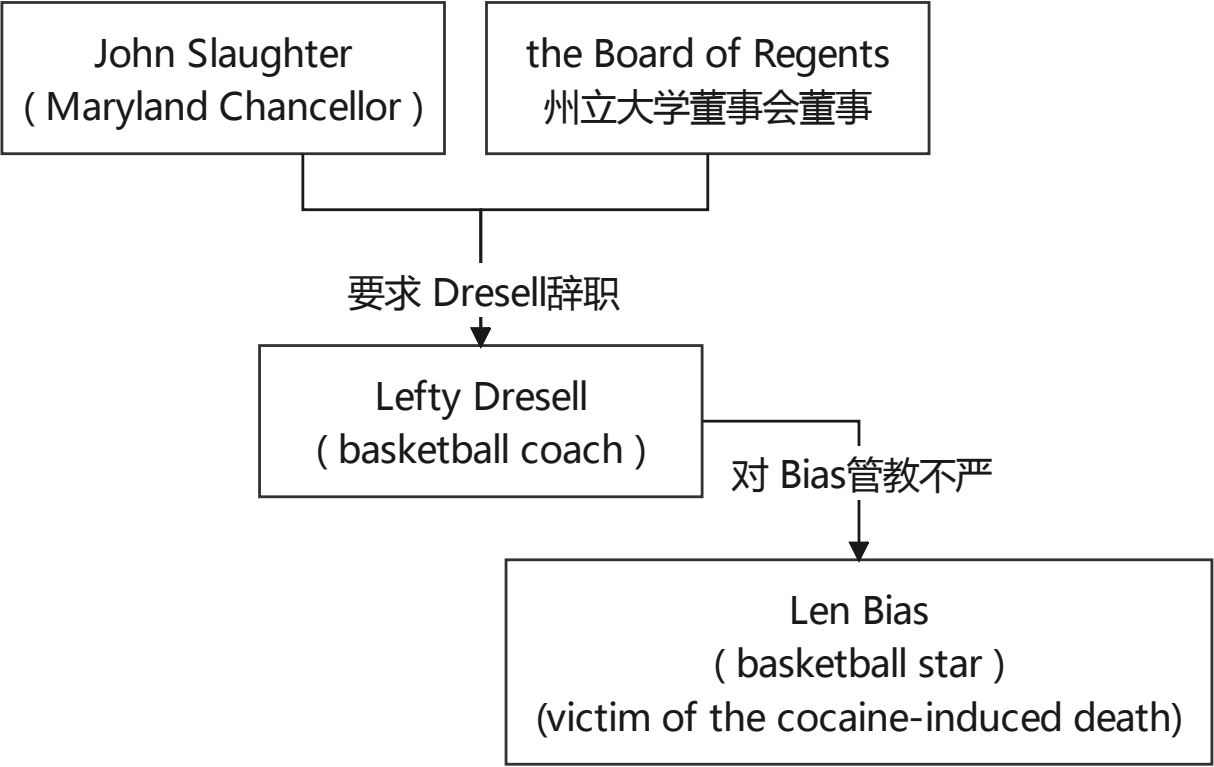 John Slaughter
( Maryland Chancellor )
the Board of Regents
州立大学董事会董事
要求 Dresell辞职
Lefty Dresell
( basketball coach )
对 Bias管教不严
Len Bias
( basketball star )
(victim of the cocaine-induced death)